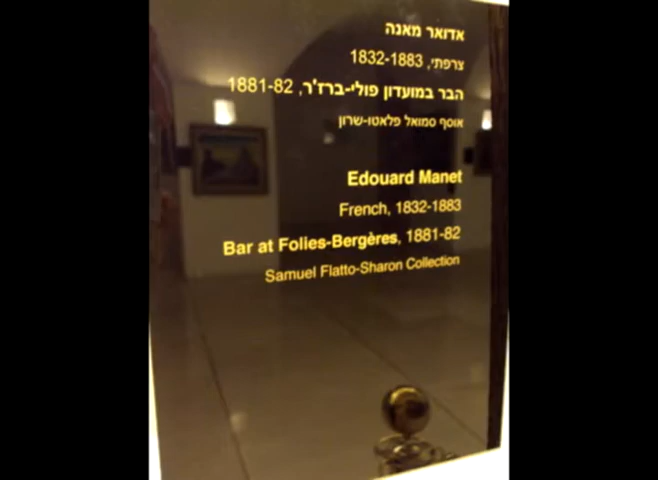 אדואר מאנה
צרפתי, 1832-1883
הבר במועדון פולי-ברז'ר, 1881-82
אוסף סמואל פלאטו-שרון
Edouard Manet
French, 1832-1883
Bar at Folies-Bergères, 1881-82
Samuel Flatto-Sharon Collection